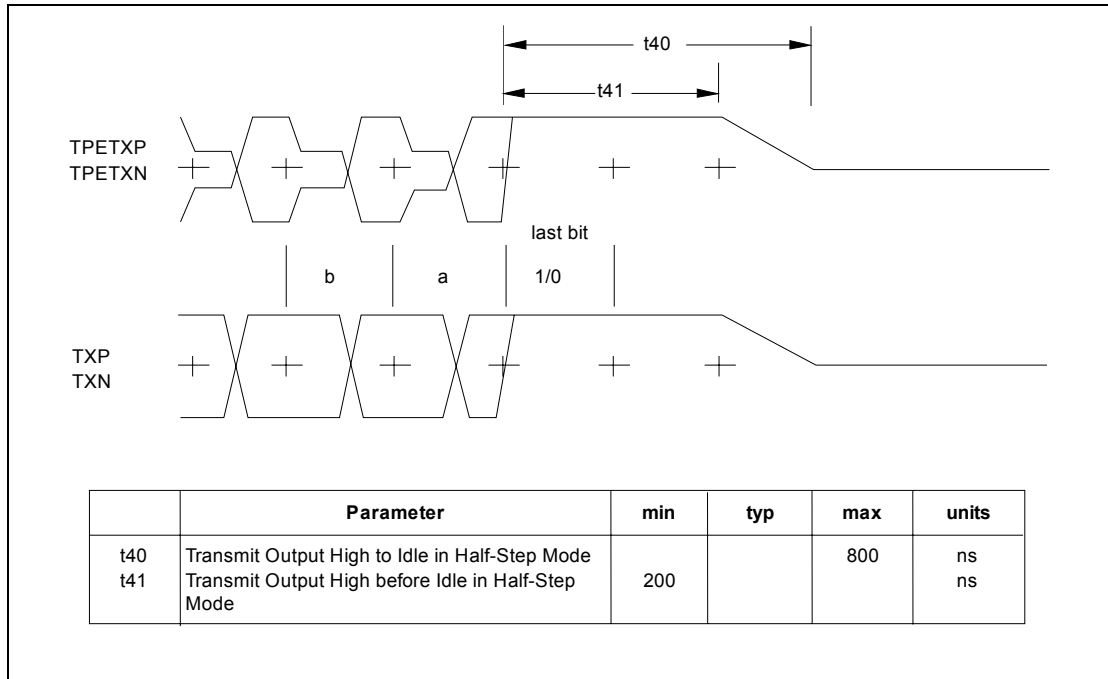 t40
t41
TPETXP
TPETXN
last bit
b a 1/0
TXP
TXN
Parameter min typ max units
t40 Transmit Output High to Idle in Half-Step Mode 800 ns
t41 Transmit Output High before Idle in Half-Step 200 ns
Mode